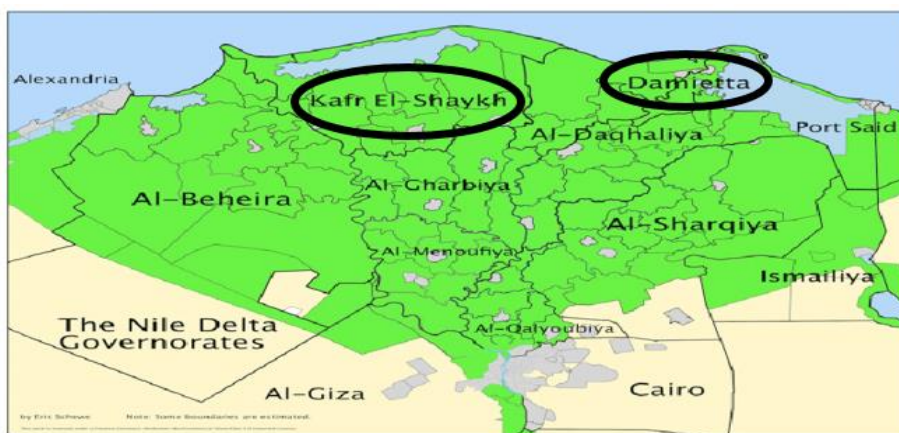 Alexandria
Kafr El-Shaykh
Damietta
Port Said
Al-Daqhaliya
Al-Beheira
Al-Gharbiya
Al-Sharqiya
Al-Menoufiya
Ismailiya
The Nile Delta
Governorates
Al-Qalyoubiya
Al-Giza
Cairo
by Eric Schewe Note: Some boundaries are estimated.